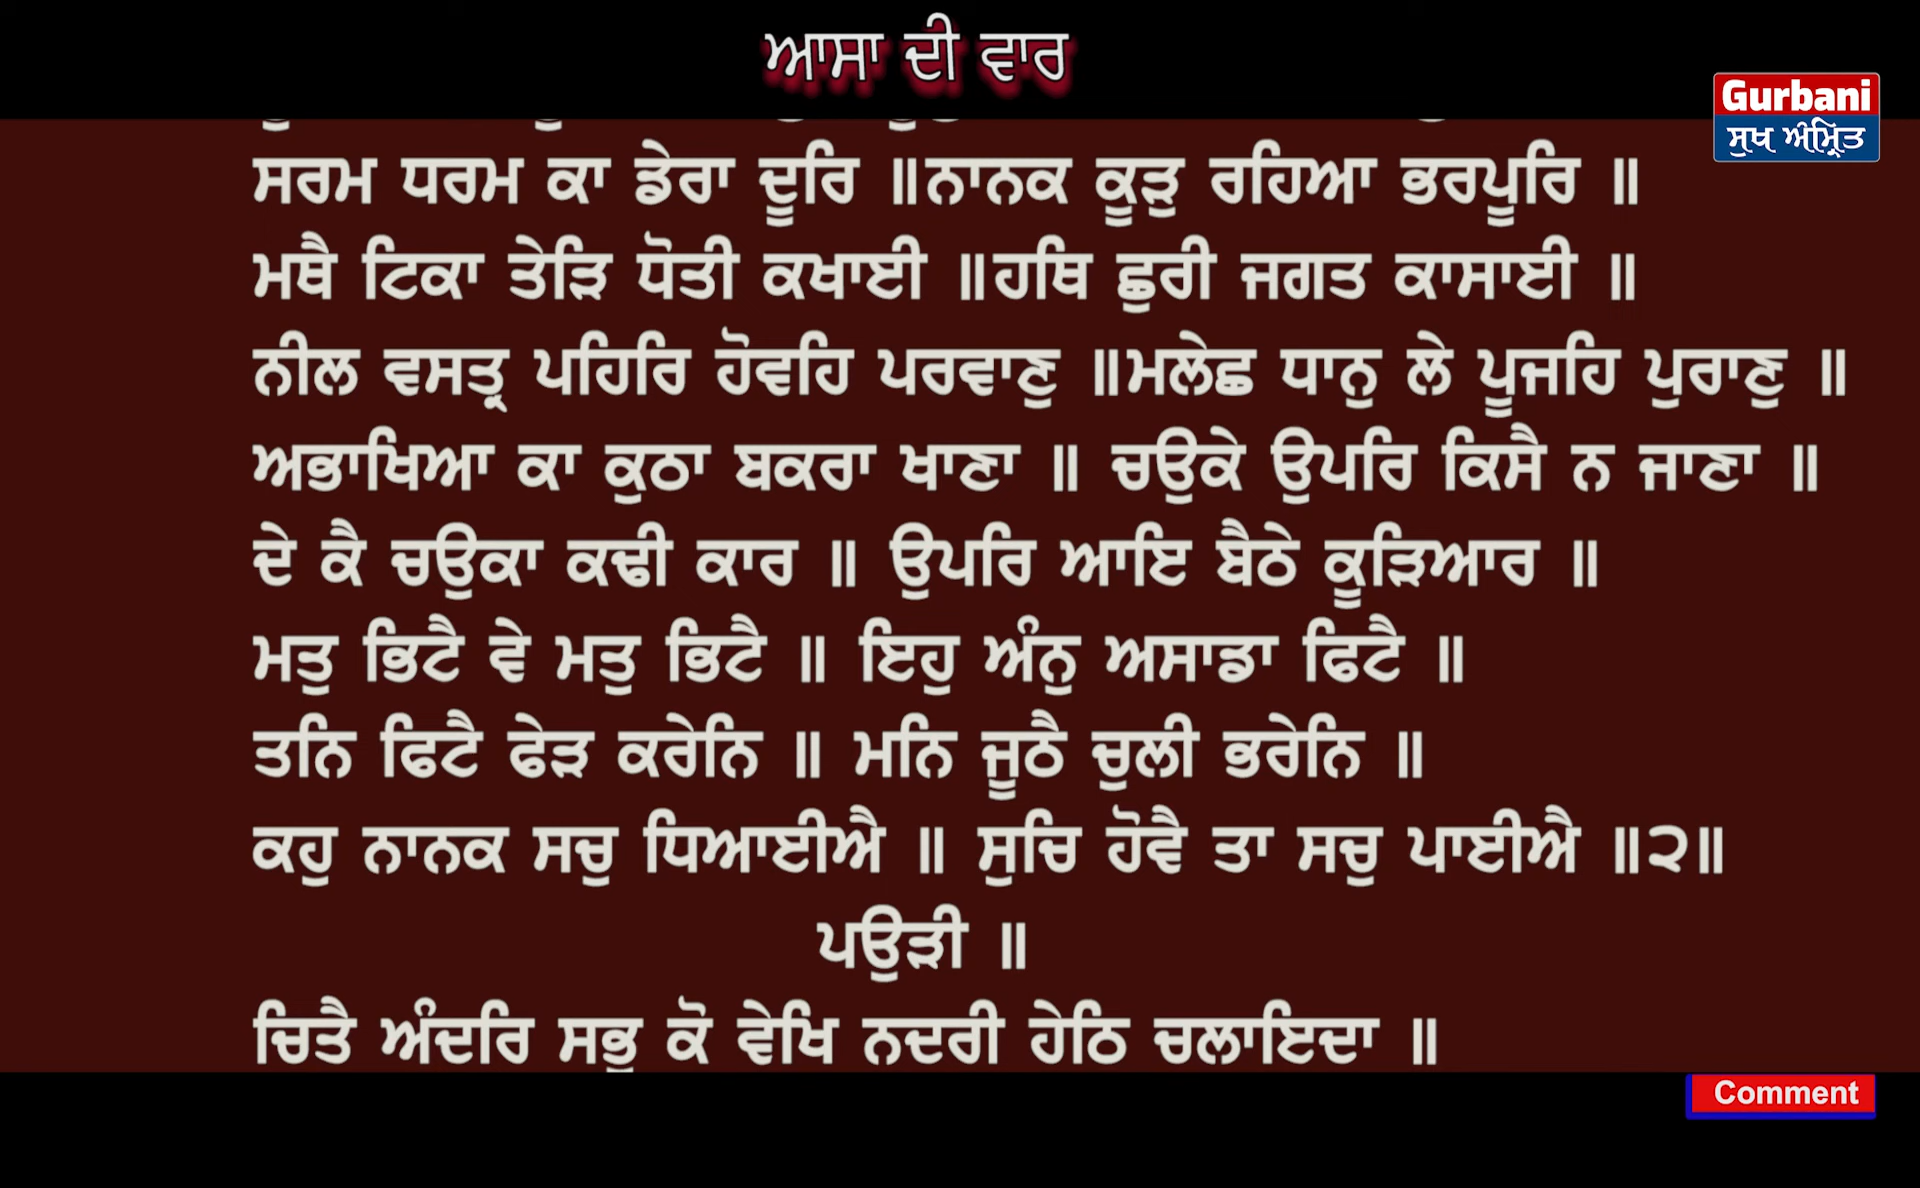 ਆਸਾ ਦੀ ਵਾਰ
Gurbani
ਸੁਖ ਅੰਮ੍ਰਿਤ
ਸਰਮ ਧਰਮ ਕਾ ਡੇਰਾ ਦੂਰਿ ॥ਨਾਨਕ ਕੂੜੁ ਰਹਿਆ ਭਰਪੂਰਿ ॥
ਮਥੈ ਟਿਕਾ ਤੇੜਿ ਧੋਤੀ ਕਖਾਈ ॥ਹਥਿ ਛੁਰੀ ਜਗਤ ਕਾਸਾਈ ॥
ਨੀਲ ਵਸਤ੍ਰ ਪਹਿਰਿ ਹੋਵਹਿ ਪਰਵਾਣੁ ॥ਮਲੇਛ ਧਾਨੁ ਲੇ ਪੂਜਹਿ ਪੁਰਾਣੁ ॥
ਅਭਾਖਿਆ ਕਾ ਕੁਠਾ ਬਕਰਾ ਖਾਣਾ ॥ ਚਉਕੇ ਉਪਰਿ ਕਿਸੈ ਨ ਜਾਣਾ ॥
ਦੇ ਕੈ ਚਉਕਾ ਕਢੀ ਕਾਰ ॥ ਉਪਰਿ ਆਇ ਬੈਠੇ ਕੂੜਿਆਰ ॥
ਮਤੁ ਭਿਟੈ ਵੇ ਮਤੁ ਭਿਟੈ ॥ ਇਹੁ ਅੰਨੁ ਅਸਾਡਾ ਫਿਟੈ ॥
ਤਨਿ ਫਿਟੈ ਫੇੜ ਕਰੇਨਿ ॥ ਮਨਿ ਜੂਠੈ ਚੁਲੀ ਭਰੇਨਿ ॥
ਕਹੁ ਨਾਨਕ ਸਚੁ ਧਿਆਈਐ ॥ ਸੁਚਿ ਹੋਵੈ ਤਾ ਸਚੁ ਪਾਈਐ ॥੨॥
ਪਉੜੀ ॥
ਚਿਤੈ ਅੰਦਰਿ ਸਭੁ ਕੋ ਵੇਖਿ ਨਦਰੀ ਹੇਠਿ ਚਲਾਇਦਾ ॥
Comment